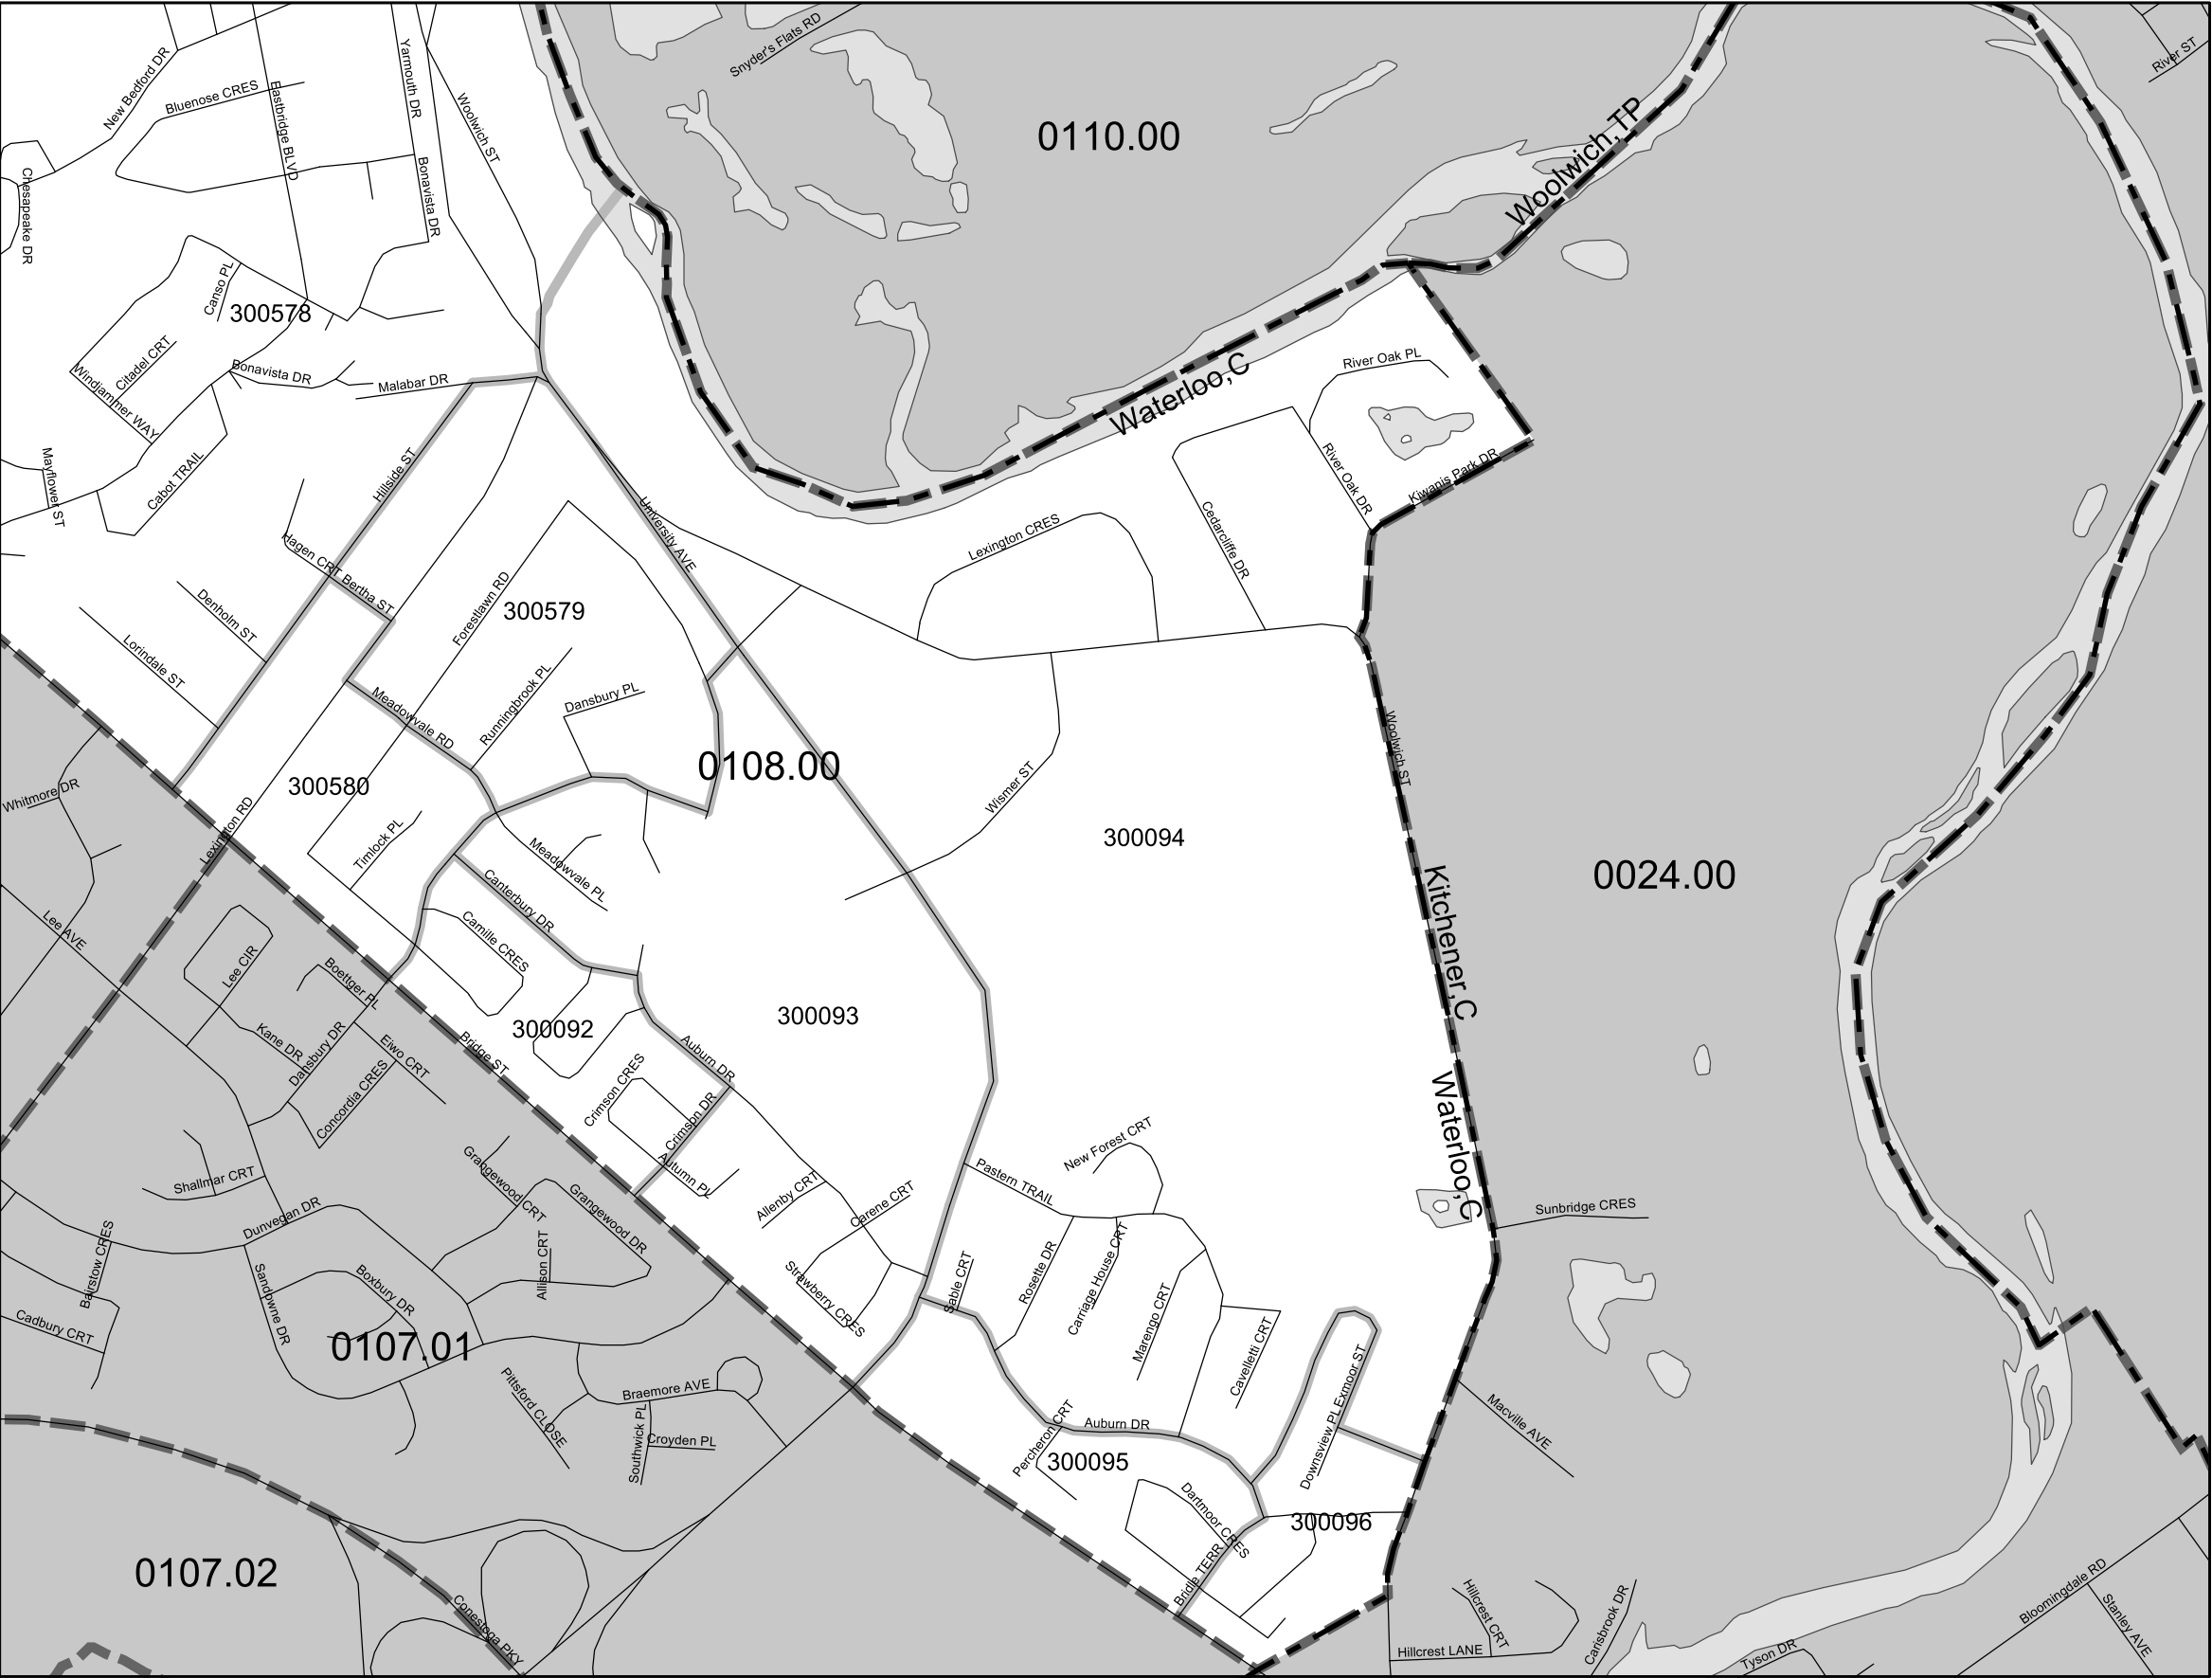 Snyder's Flats RD
River ST
New Bedford DR
Yarmouth DR
Woolwich ST
Bluenose CRES
Eastbridge BLVD
0110.00
Woolwich,TP
Chesapeake DR
Bonavista DR
Canso PL
300578
Citadel CRT
Windjammer WAY
Bonavista DR
Malabar DR
Waterloo,C
River Oak PL
Mayflower ST
Cabot TRAIL
Hillside ST
University AVE
River Oak DR
Kiwanis Park DR
Lexington CRES
Cedarcliffe DR
Hagen CRT
Bertha ST
Forestlawn RD
300579
Denholm ST
Lorindale ST
Runningbrook PL
Dansbury PL
Meadowvale RD
0108.00
Woolwich ST
Whitmore DR
300580
Wismer ST
Lexington RD
Timlock PL
300094
Meadowvale PL
0024.00
Canterbury DR
Kitchener,C
Lee AVE
Camille CRES
Lee CIR
Boettger PL
300093
300092
Kane DR
Dansbury DR
Eiwo CRT
Bridge ST
Auburn DR
Concordia CRES
Crimson CRES
Crimson DR
Waterloo,C
New Forest CRT
Grangewood CRT
Autumn PL
Pastern TRAIL
Shallmar CRT
Grangewood DR
Allenby CRT
Carene CRT
Sunbridge CRES
Dunvegan DR
Barstow CRES
Allison CRT
Sandowne DR
Boxbury DR
Strawberry CRES
Sable CRT
Rosette DR
Carriage House CRT
Marengo CRT
Cavelletti CRT
Cadbury CRT
0107.01
Exmoor ST
Downsview PL
Pittsford CLOSE
Braemore AVE
Southwick PL
Croyden PL
Percheron CRT
Auburn DR
Macville AVE
300095
Dartmoor CRES
300096
0107.02
Bridle TERR
Conestoga PKY
Hillcrest CRT
Hillcrest LANE
Carisbrook DR
Bloomingdale RD
Stanley AVE
Tyson DR